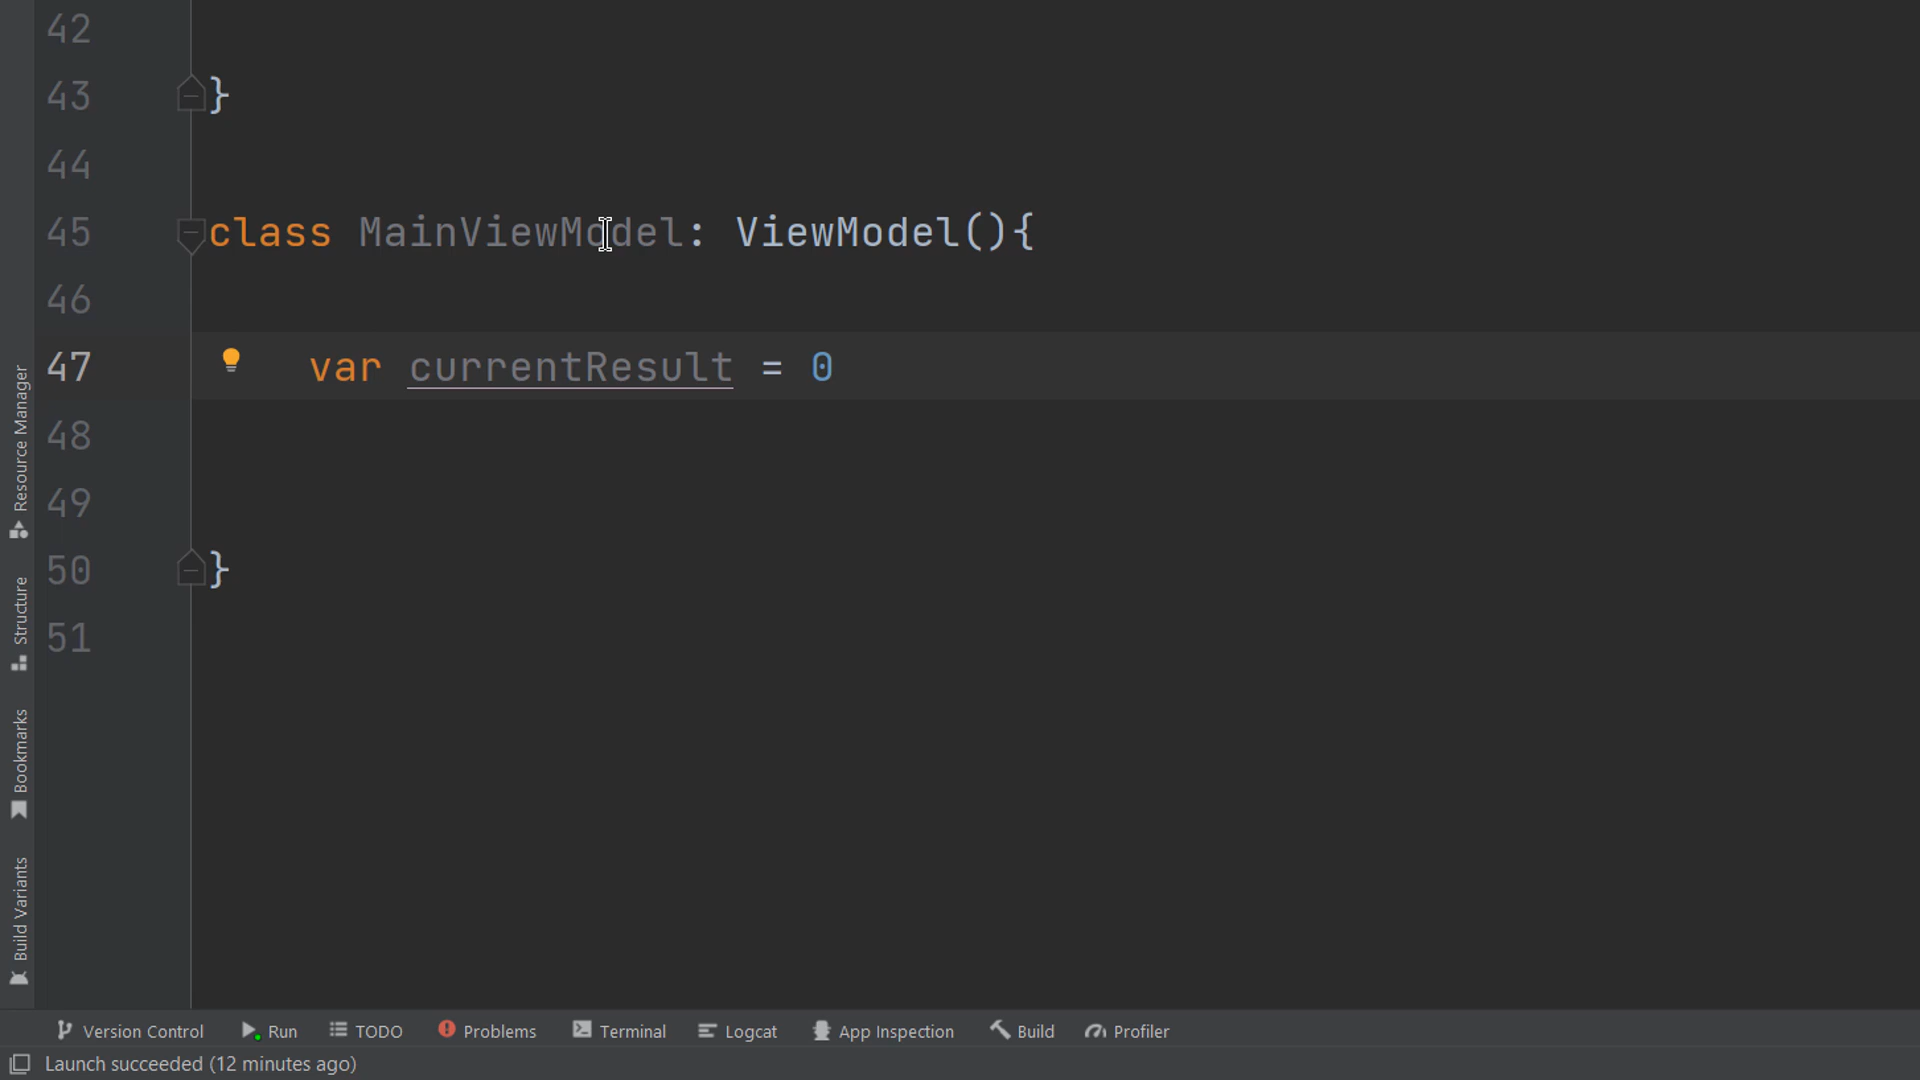 42
43 }
44
45 class MainViewModel: ViewModel(){
46
47 var currentResult = 0
48
49
50 }
51
Resource Manager
Structure
Bookmarks
Build Variants
Version Control Run TODO Problems Terminal Logcat App Inspection Build Profiler
Launch succeeded (12 minutes ago)